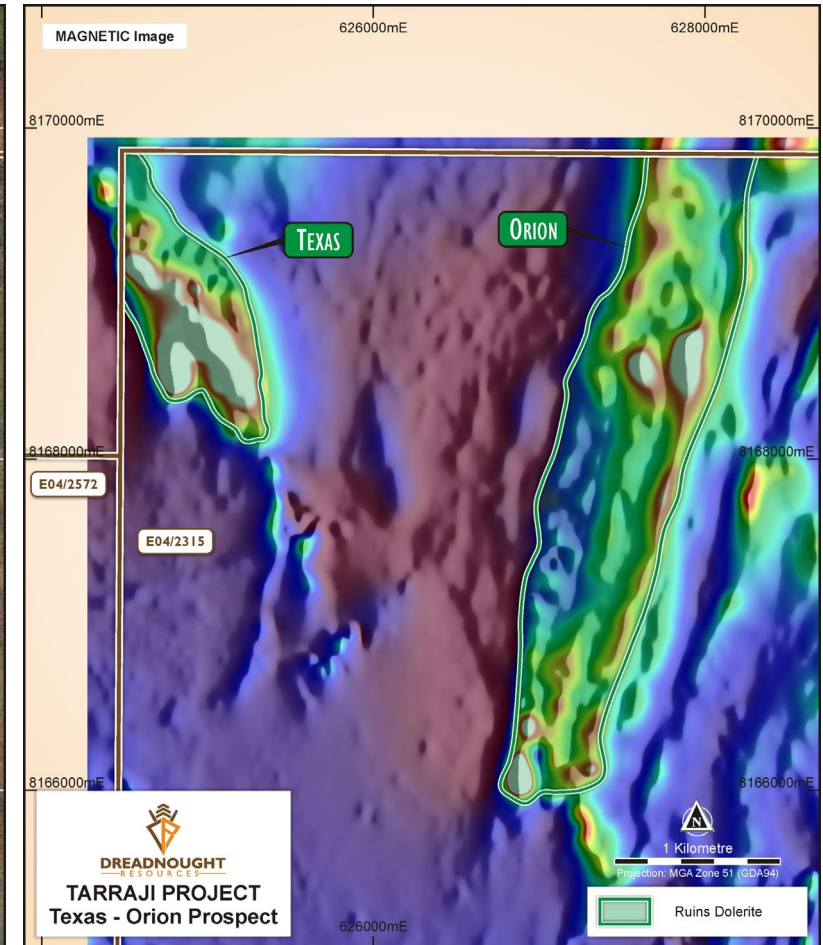 MAGNETIC Image
626000mE
628000mE
8170000mE
8170000mE
TEXAS
ORION
8168000mE
8168000mE
E04/2572
E04/2315
8166000mE
8166000mE
DREADNOUGHT
RESOURCES
TARRAJI PROJECT
Texas - Orion Prospect
626000mE
N
1 Kilometre
Projection: MGA Zone 51 (GDA94)
Ruins Dolerite